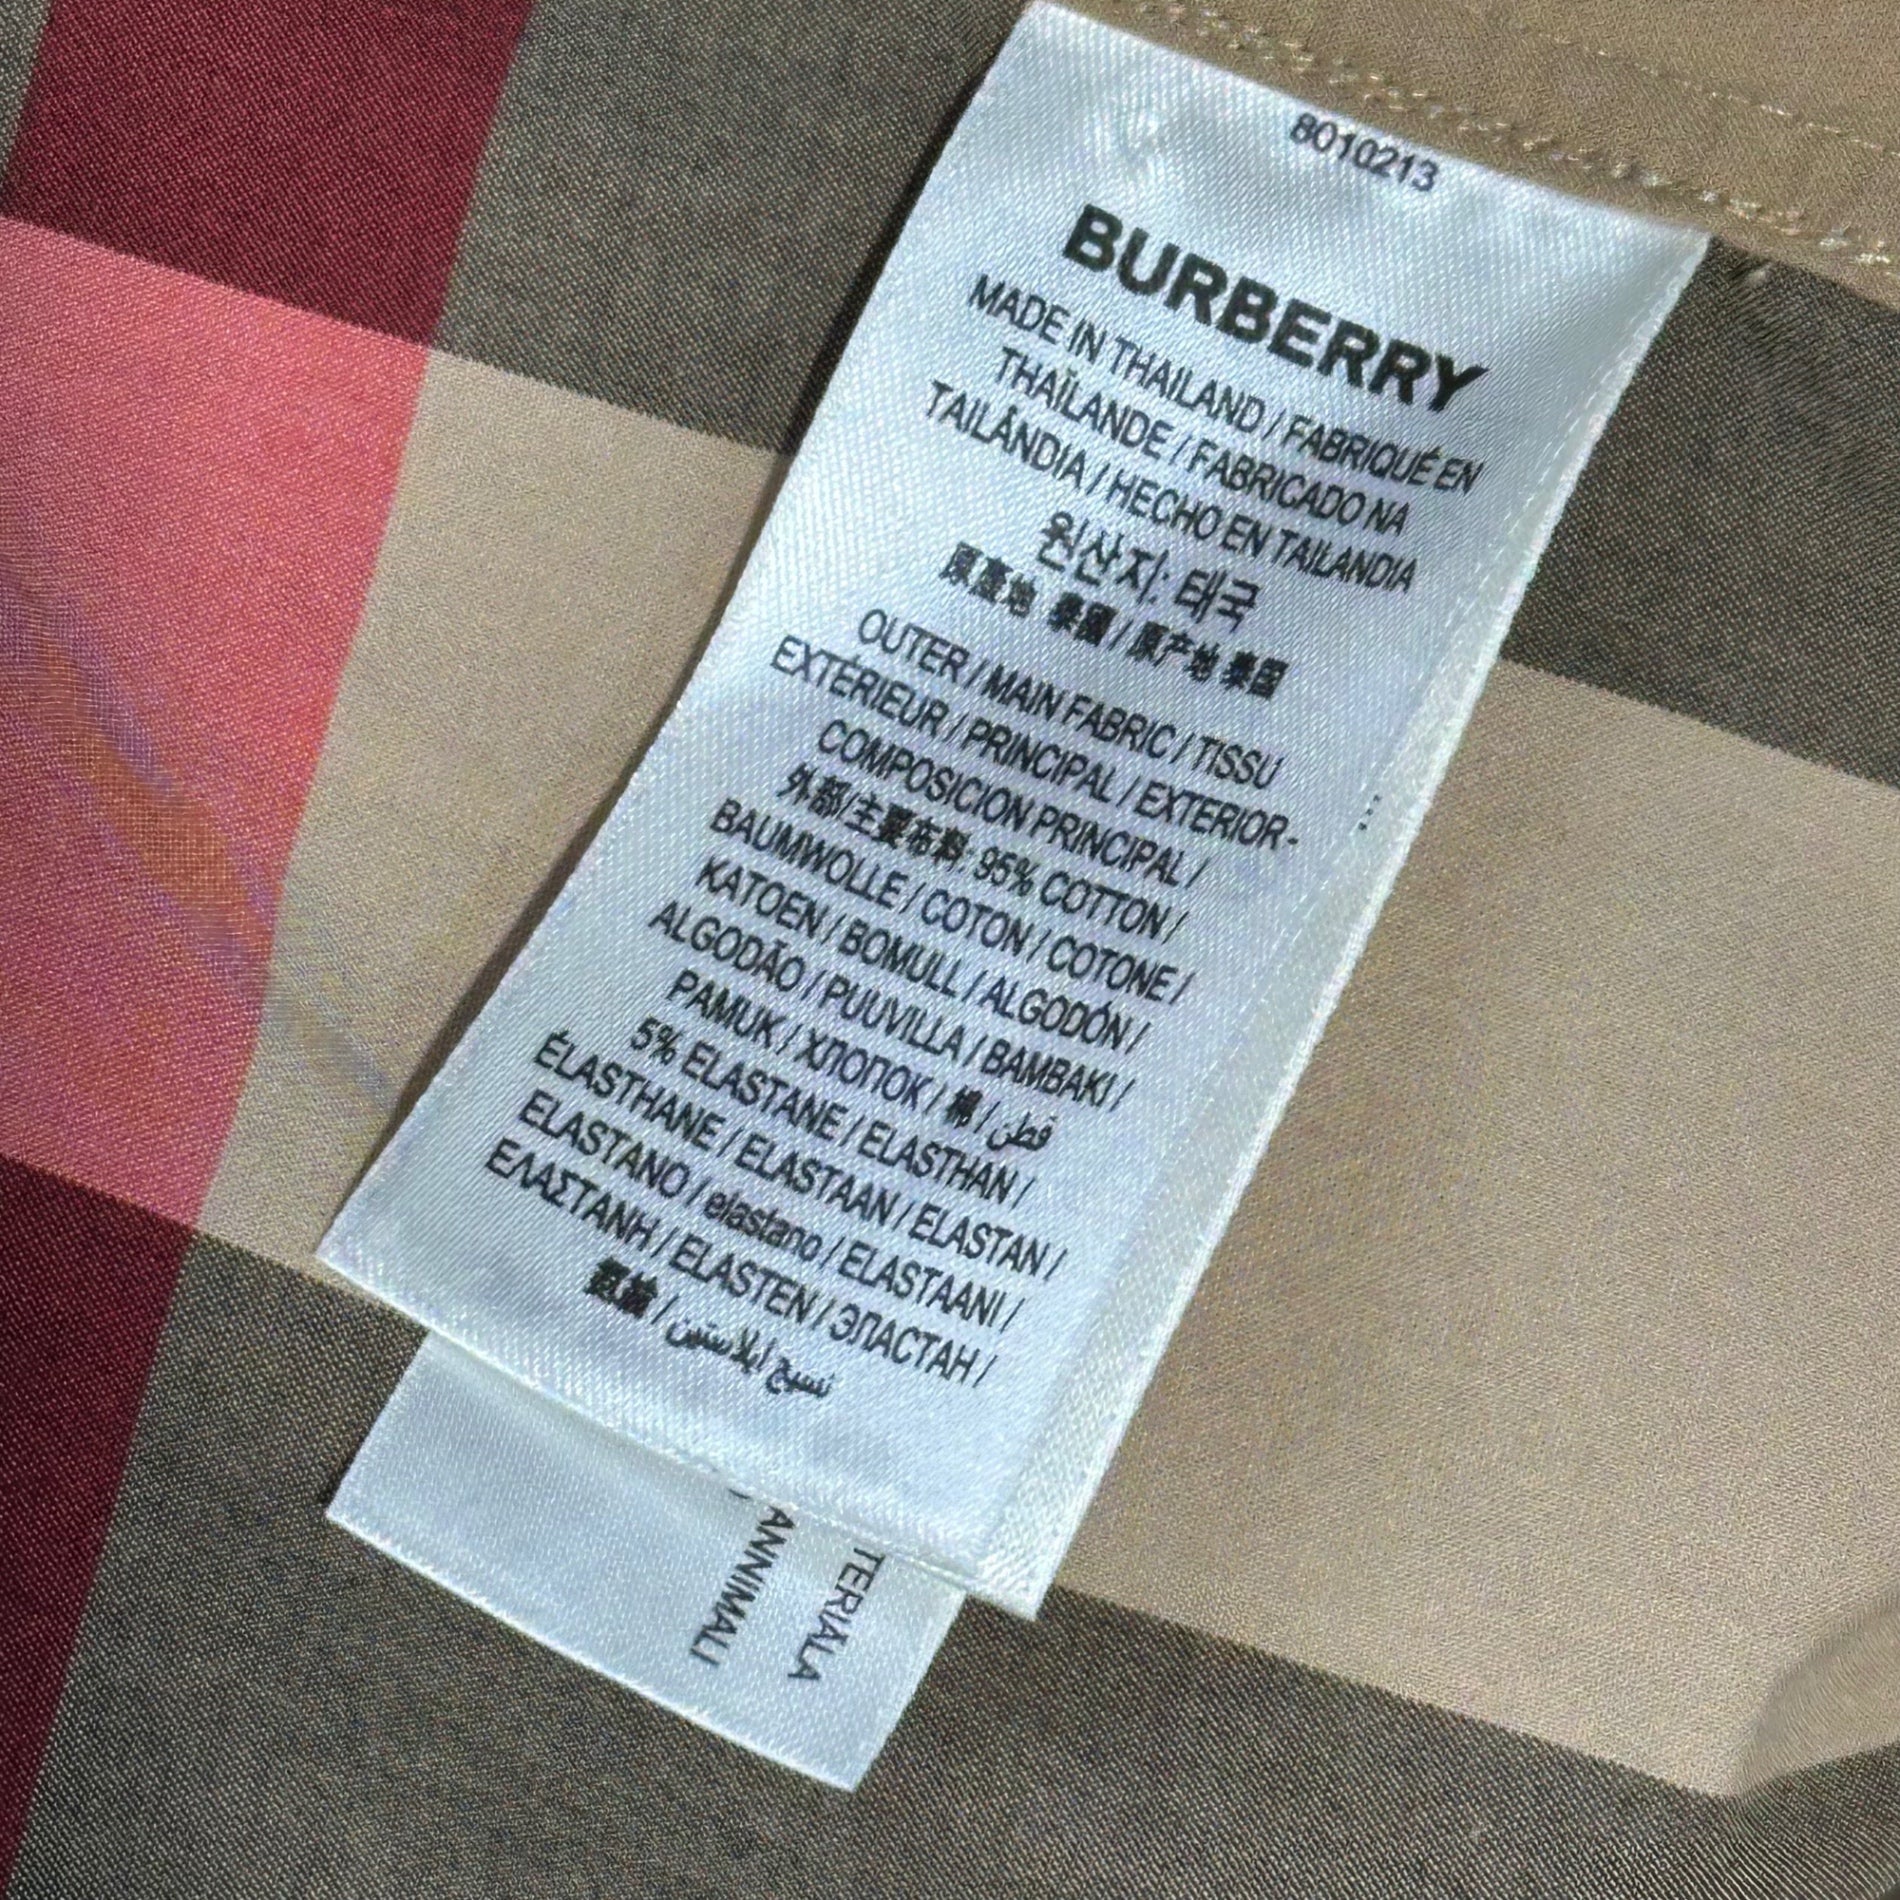 8010213
BURBERRY
MADE IN THAILAND / FABRIQUÉ EN
THAÏLANDE / FABRICADO NA
TAILÂNDIA / HECHO EN TAILANDIA
원산지: 태국
原產地 泰國 / 原产地 泰国
OUTER / MAIN FABRIC / TISSU
EXTÉRIEUR / PRINCIPAL / EXTERIOR-
COMPOSICION PRINCIPAL /
外部/主要布料: 95% COTTON /
BAUMWOLLE / COTON / COTONE /
KATOEN / BOMULL / ALGODÓN /
ALGODÃO / PUUVILLA / BAMBAKI /
PAMUK / ХЛОПОК / 棉 / قطن
5% ELASTANE / ELASTHAN /
ÉLASTHANE / ELASTAAN / ELASTAN /
ELASTANO / elastano / ELASTAANI /
ΕΛΑΣΤΑΝΗ / ELASTEN / ЭЛАСТАН /
/ نسيج ايلاستين
TERIÁLA
ANNIMALI